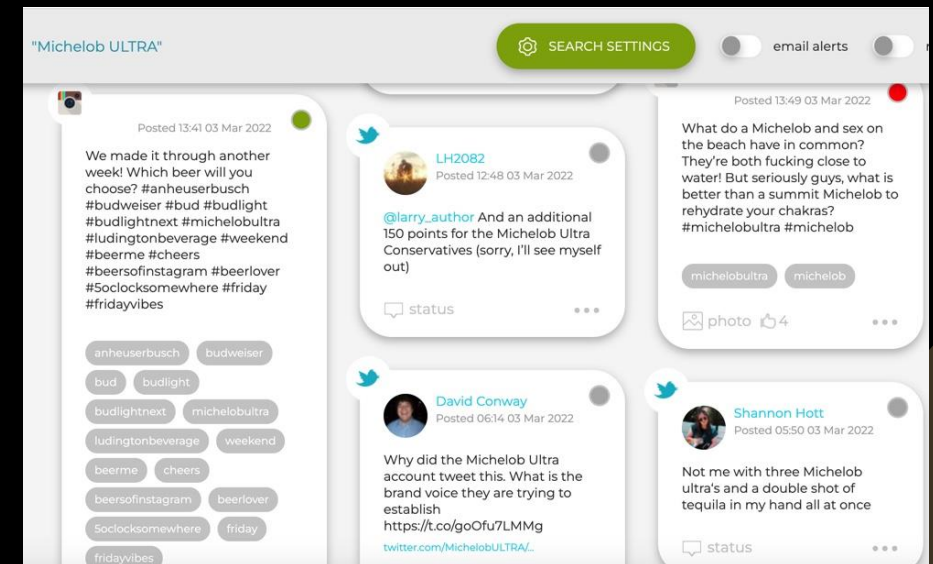 "Michelob ULTRA"
SEARCH SETTINGS
email alerts
Posted 13:41 03 Mar 2022
We made it through another
week! Which beer will you
choose? #anheuserbusch
#budweiser #bud #budlight
#budlightnext #michelobultra
#ludingtonbeverage #weekend
#beerme #cheers
#beersofinstagram #beerlover
#5oclocksomewhere #friday
#fridayvibes
anheuserbusch budweiser
bud budlight
budlightnext michelobultra
ludingtonbeverage weekend
beerme cheers
beersofinstagram beerlover
5oclocksomewhere friday
fridayvibes
LH2082
Posted 12:48 03 Mar 2022
@larry_author And an additional
150 points for the Michelob Ultra
Conservatives (sorry, I'll see myself
out)
status
David Conway
Posted 06:14 03 Mar 2022
Why did the Michelob Ultra
account tweet this. What is the
brand voice they are trying to
establish
https://t.co/goOfu7LMMg
twitter.com/MichelobULTRA/...
Posted 13:49 03 Mar 2022
What do a Michelob and sex on
the beach have in common?
They're both fucking close to
water! But seriously guys, what is
better than a summit Michelob to
rehydrate your chakras?
#michelobultra #michelob
michelobultra michelob
photo 4
Shannon Hott
Posted 05:50 03 Mar 2022
Not me with three Michelob
ultra's and a double shot of
tequila in my hand all at once
status